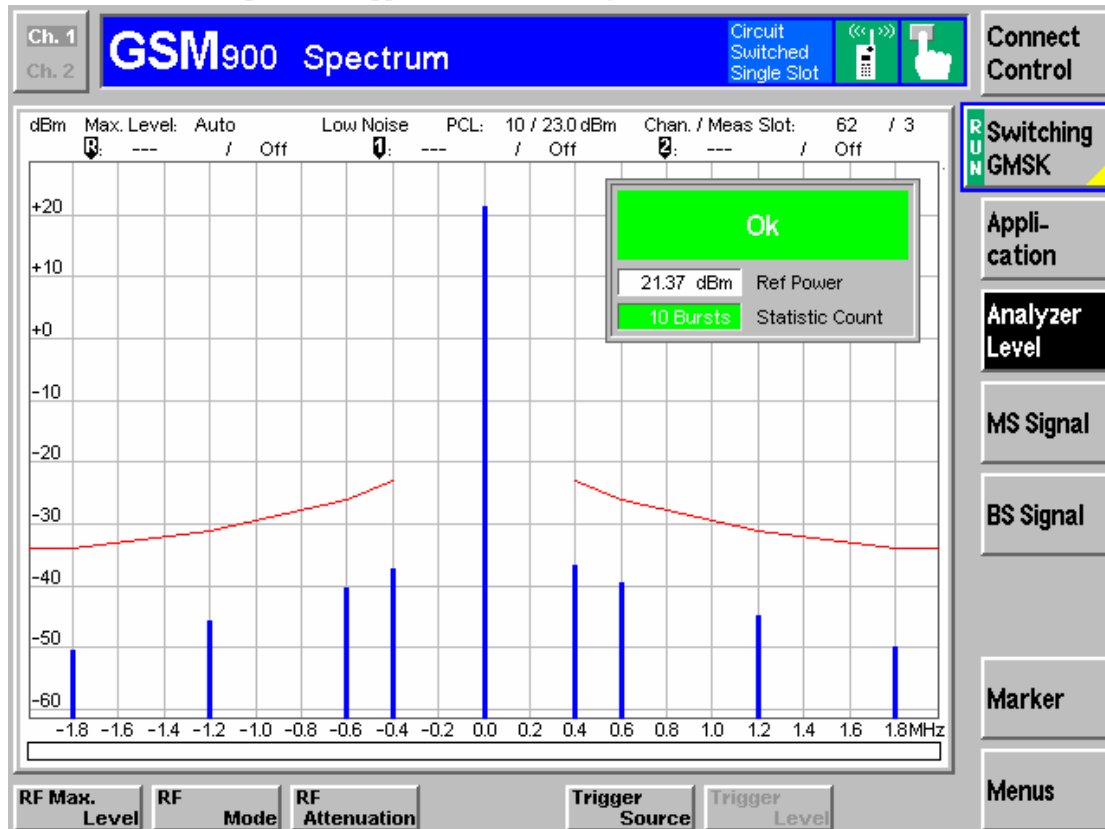 Ch. 1
Ch. 2
GSM900 Spectrum
Circuit
Switched
Single Slot
Connect
Control
dBm Max. Level: Auto Low Noise PCL: 10 / 23.0 dBm Chan. / Meas Slot: 62 / 3
R: --- / Off 1: --- / Off 2: --- / Off
RUN
Switching
GMSK
Ok
21.37 dBm Ref Power
10 Bursts Statistic Count
+20
+10
+0
-10
-20
-30
-40
-50
-60
-1.8 -1.6 -1.4 -1.2 -1.0 -0.8 -0.6 -0.4 -0.2 0.0 0.2 0.4 0.6 0.8 1.0 1.2 1.4 1.6 1.8MHz
Appli-
cation
Analyzer
Level
MS Signal
BS Signal
Marker
Menus
RF Max.
Level
RF
Mode
RF
Attenuation
Trigger
Source
Trigger
Level